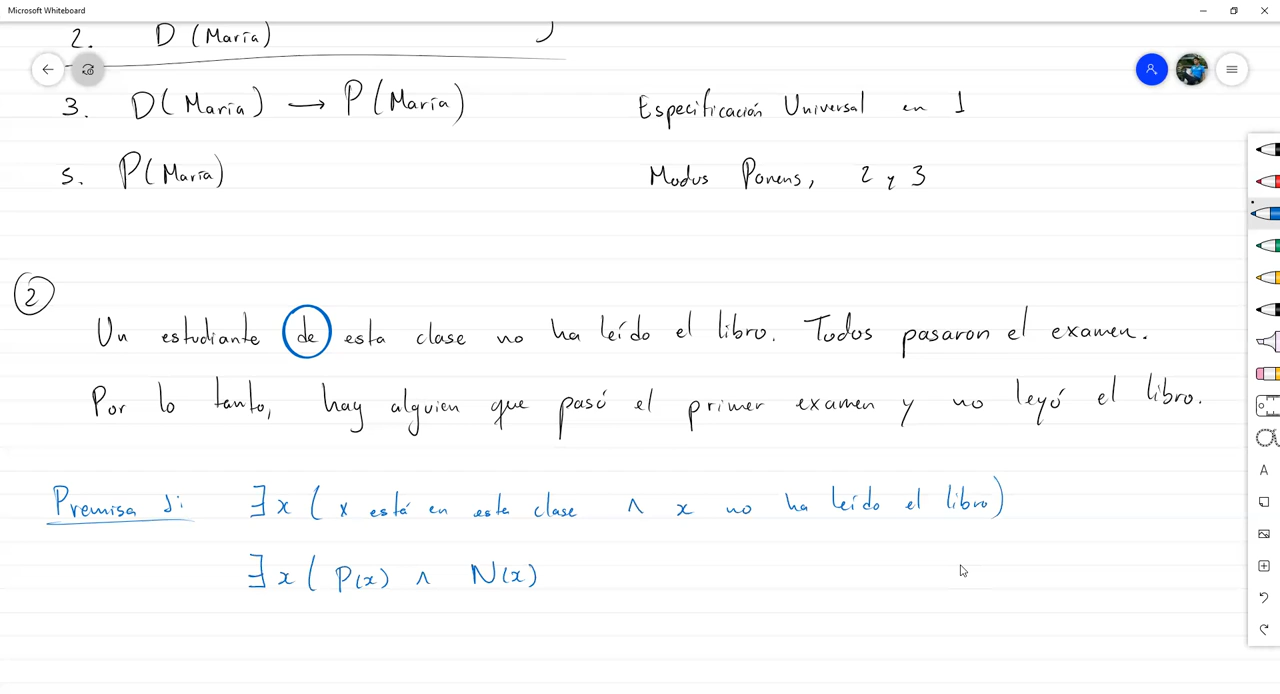 Microsoft Whiteboard
2. D (María)
3. D(María) → P(María) Especificación Universal en 1
5. P(María) Modus Ponens, 2 y 3
2
Un estudiante de esta clase no ha leído el libro. Todos pasaron el examen.
Por lo tanto, hay alguien que pasó el primer examen y no leyó el libro.
Premisa 1: ∃x (x está en esta clase ∧ x no ha leído el libro)
∃x ( P(x) ∧ N(x)